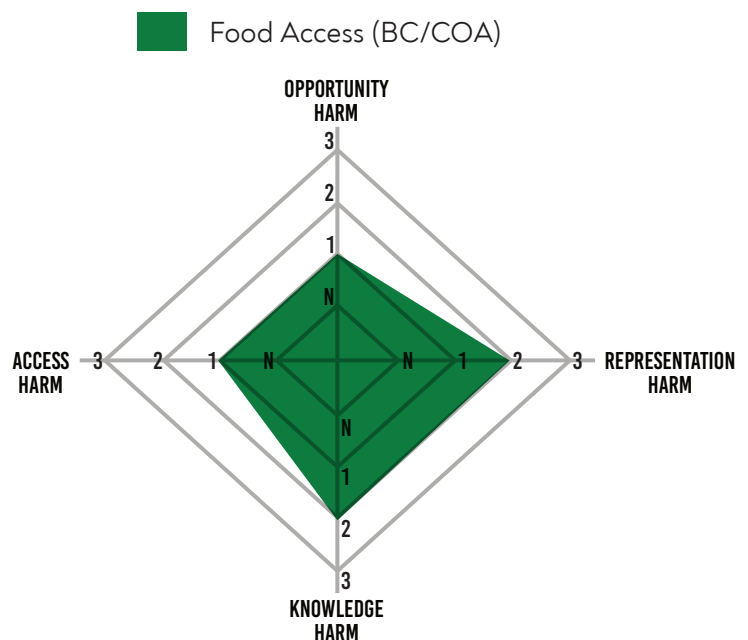 Food Access (BC/COA)
OPPORTUNITY
HARM
3
2
1
N
ACCESS
HARM
3 2 1 N N 1 2 3
REPRESENTATION
HARM
N
1
2
3
KNOWLEDGE
HARM